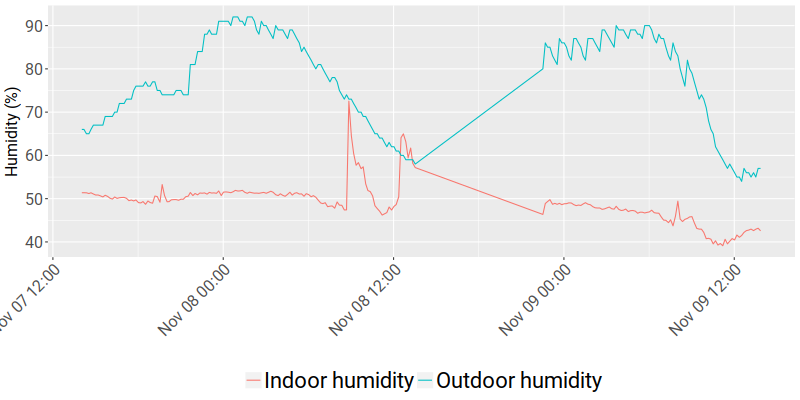 90
80
70
60
50
40
Humidity (%)
ov 07 12:00
Nov 08 00:00
Nov 08 12:00
Nov 09 00:00
Nov 09 12:00
Indoor humidity
Outdoor humidity